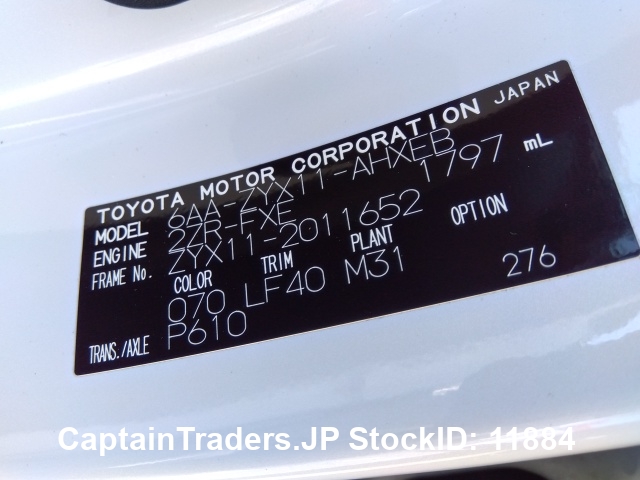 TOYOTA MOTOR CORPORATION JAPAN
MODEL 6AA-ZYX11-AHXEB
ENGINE 2ZR-FXE 1797 mL
FRAME No. ZYX11-2011652
COLOR TRIM PLANT OPTION
070 LF40 M31 276
TRANS./AXLE P610
CaptainTraders.JP StockID: 11884